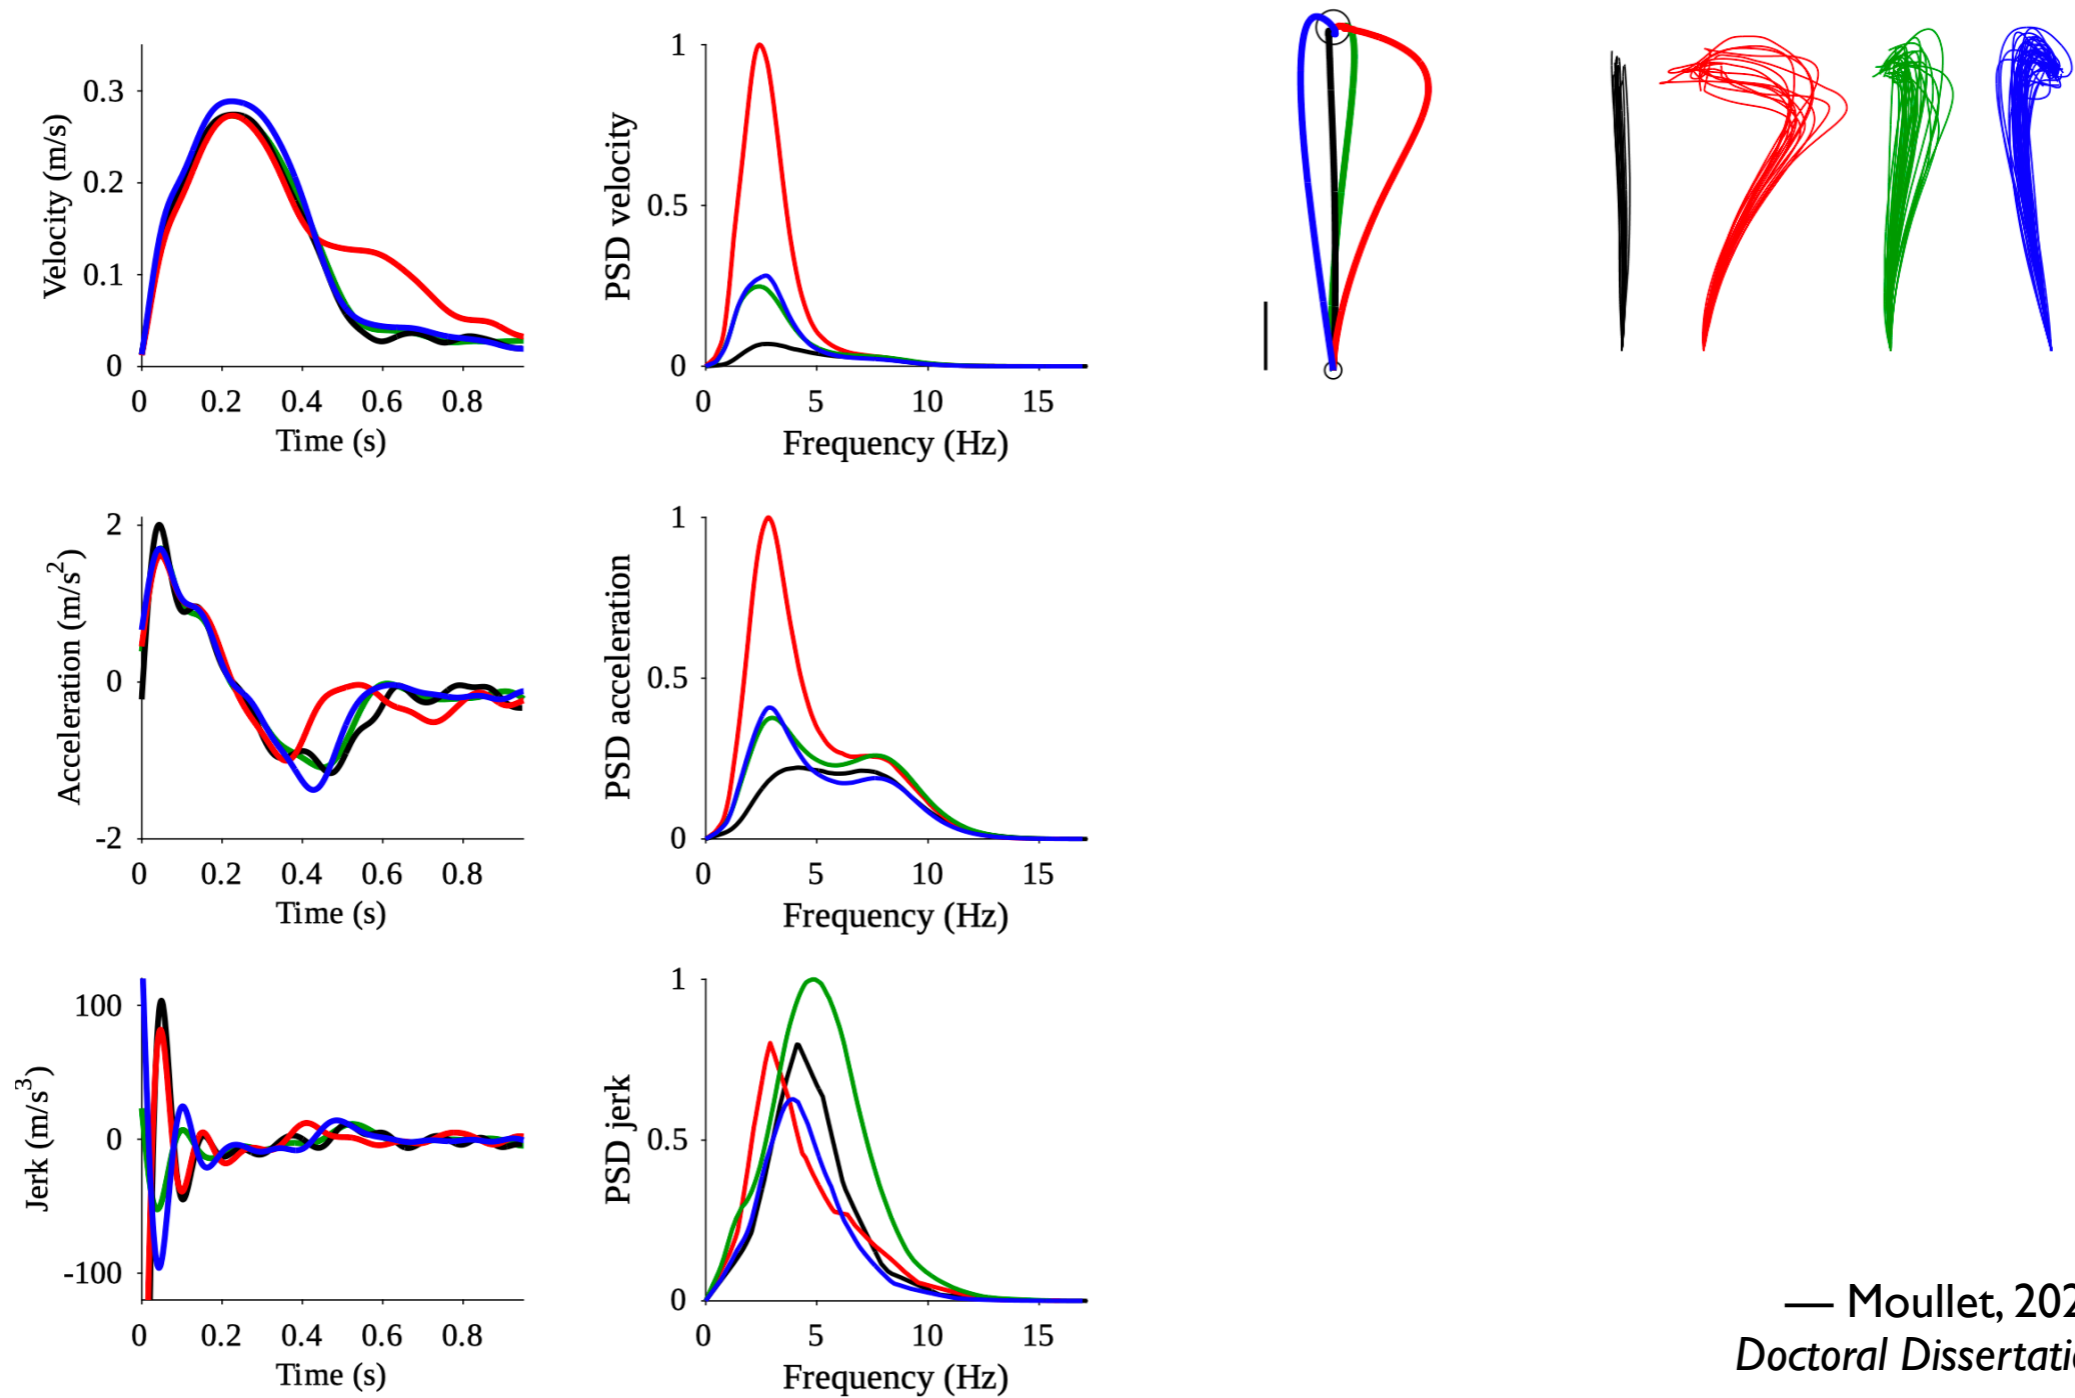 0.3
0.2
0.1
0
Velocity (m/s)
0 0.2 0.4 0.6 0.8
Time (s)
1
0.5
0
PSD velocity
0 5 10 15
Frequency (Hz)
2
0
-2
Acceleration (m/s²)
0 0.2 0.4 0.6 0.8
Time (s)
1
0.5
0
PSD acceleration
0 5 10 15
Frequency (Hz)
100
0
-100
Jerk (m/s³)
0 0.2 0.4 0.6 0.8
Time (s)
1
0.5
0
PSD jerk
0 5 10 15
Frequency (Hz)
— Moullet, 202
Doctoral Dissertati